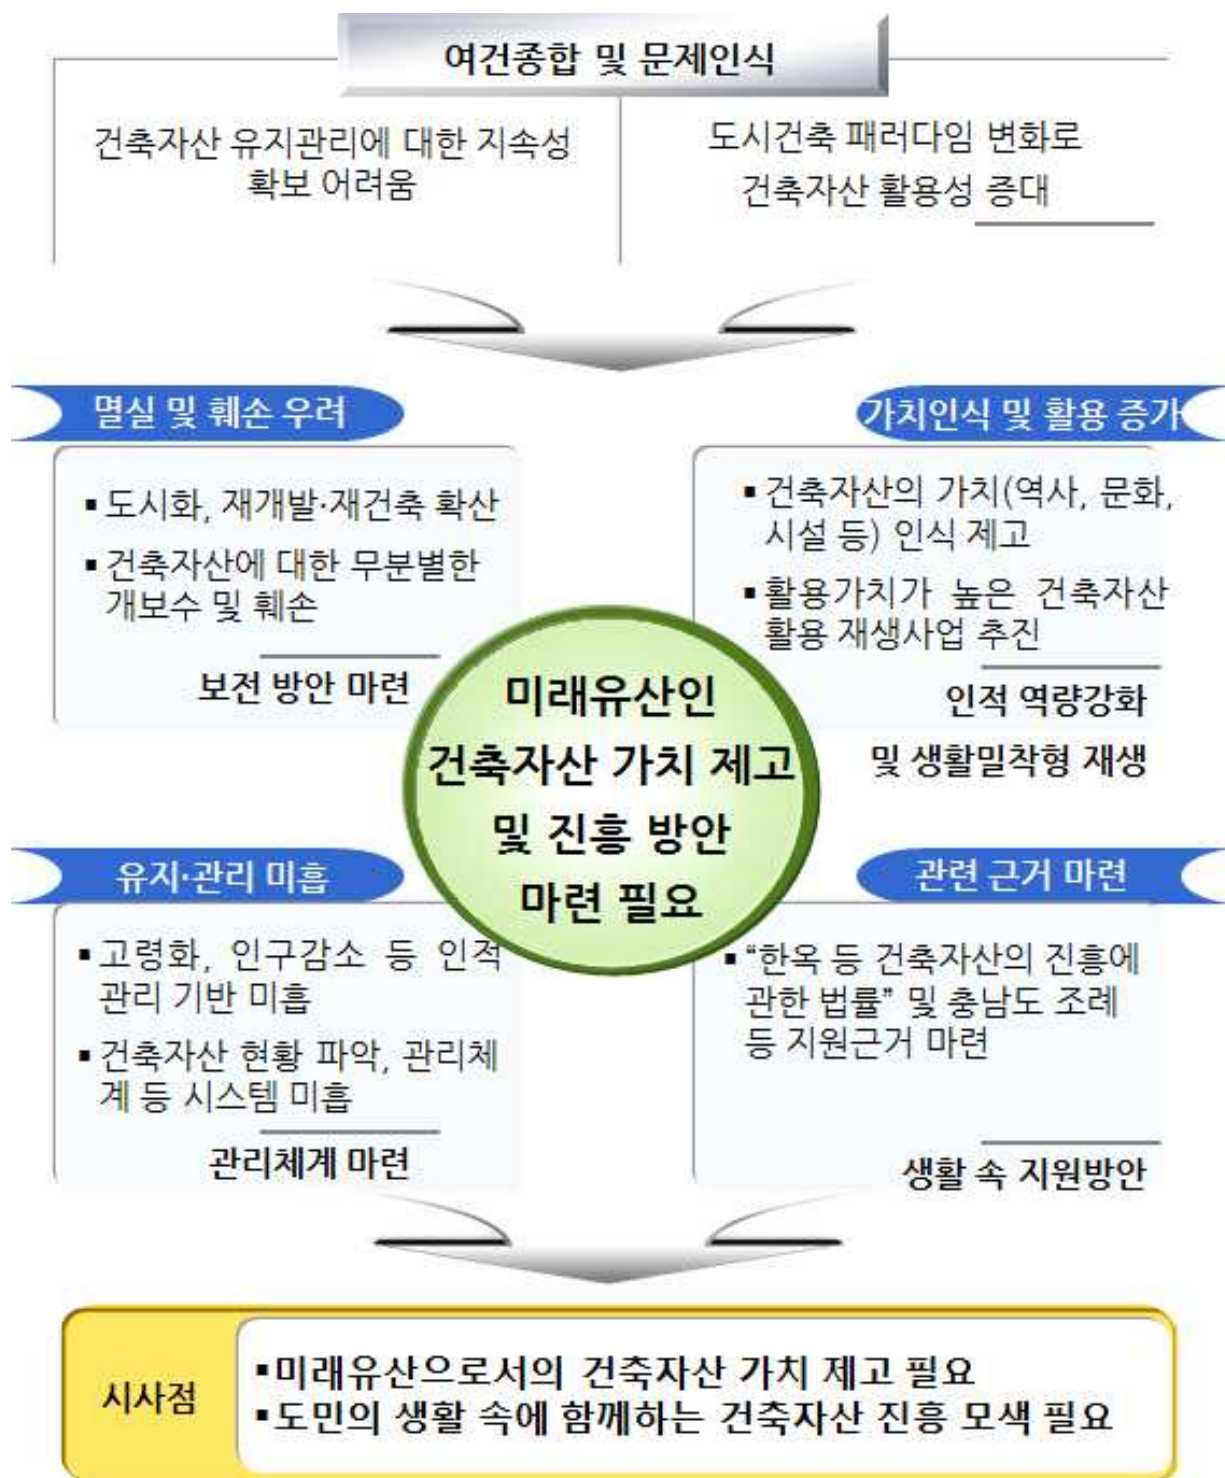 여건종합 및 문제인식
건축자산 유지관리에 대한 지속성
확보 어려움
도시건축 패러다임 변화로
건축자산 활용성 증대
멸실 및 훼손 우려
▪도시화, 재개발·재건축 확산
▪건축자산에 대한 무분별한
개보수 및 훼손
보전 방안 마련
가치인식 및 활용 증가
▪건축자산의 가치(역사, 문화,
시설 등) 인식 제고
▪활용가치가 높은 건축자산
활용 재생사업 추진
인적 역량강화
및 생활밀착형 재생
미래유산인
건축자산 가치 제고
및 진흥 방안
마련 필요
유지·관리 미흡
▪고령화, 인구감소 등 인적
관리 기반 미흡
▪건축자산 현황 파악, 관리체
계 등 시스템 미흡
관리체계 마련
관련 근거 마련
▪“한옥 등 건축자산의 진흥에
관한 법률” 및 충남도 조례
등 지원근거 마련
생활 속 지원방안
시사점
▪미래유산으로서의 건축자산 가치 제고 필요
▪도민의 생활 속에 함께하는 건축자산 진흥 모색 필요